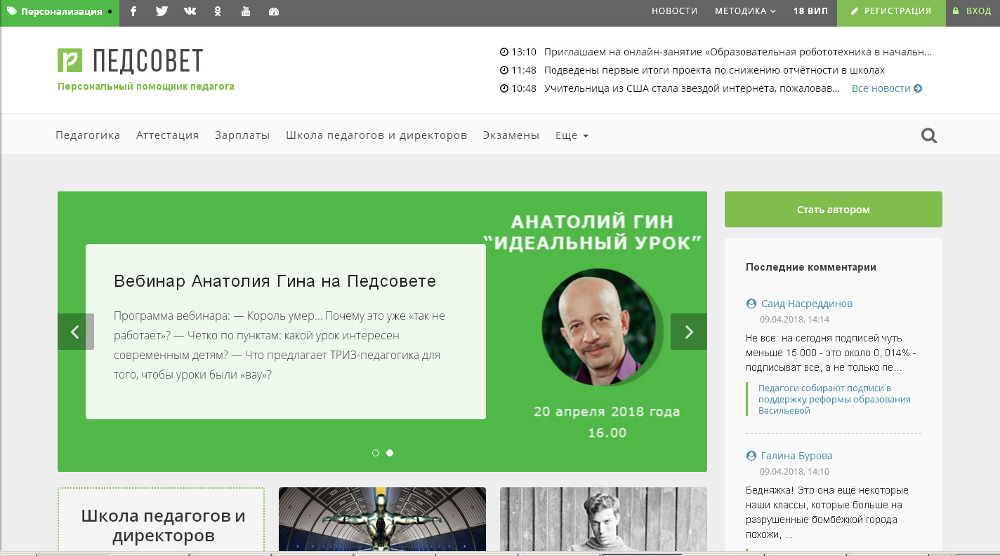 Персонализация
НОВОСТИ МЕТОДИКА 18 ВИП РЕГИСТРАЦИЯ ВХОД
ПЕДСОВЕТ
Персональный помощник педагога
13:10 Приглашаем на онлайн-занятие «Образовательная робототехника в начальн...
11:48 Подведены первые итоги проекта по снижению отчётности в школах
10:48 Учительница из США стала звездой интернета, пожаловав... Все новости
Педагогика Аттестация Зарплаты Школа педагогов и директоров Экзамены Еще
АНАТОЛИЙ ГИН
“ИДЕАЛЬНЫЙ УРОК”
Вебинар Анатолия Гина на Педсовете
Программа вебинара: — Король умер... Почему это уже «так не
работает»? — Чётко по пунктам: какой урок интересен
современным детям? — Что предлагает ТРИЗ-педагогика для
того, чтобы уроки были «вау»?
20 апреля 2018 года
16.00
Школа педагогов и
директоров
Стать автором
Последние комментарии
Саид Насреддинов
09.04.2018, 14:14
Не все: на сегодня подписей чуть
меньше 15 000 - это около 0, 014% -
подписыват все, а не только пе...
Педагоги собирают подписи в
поддержку реформы образования
Васильевой
Галина Бурова
09.04.2018, 14:10
Бедняжка! Это она ещё некоторые
наши классы, которые больше на
разрушенные бомбёжкой города
похожи, ...